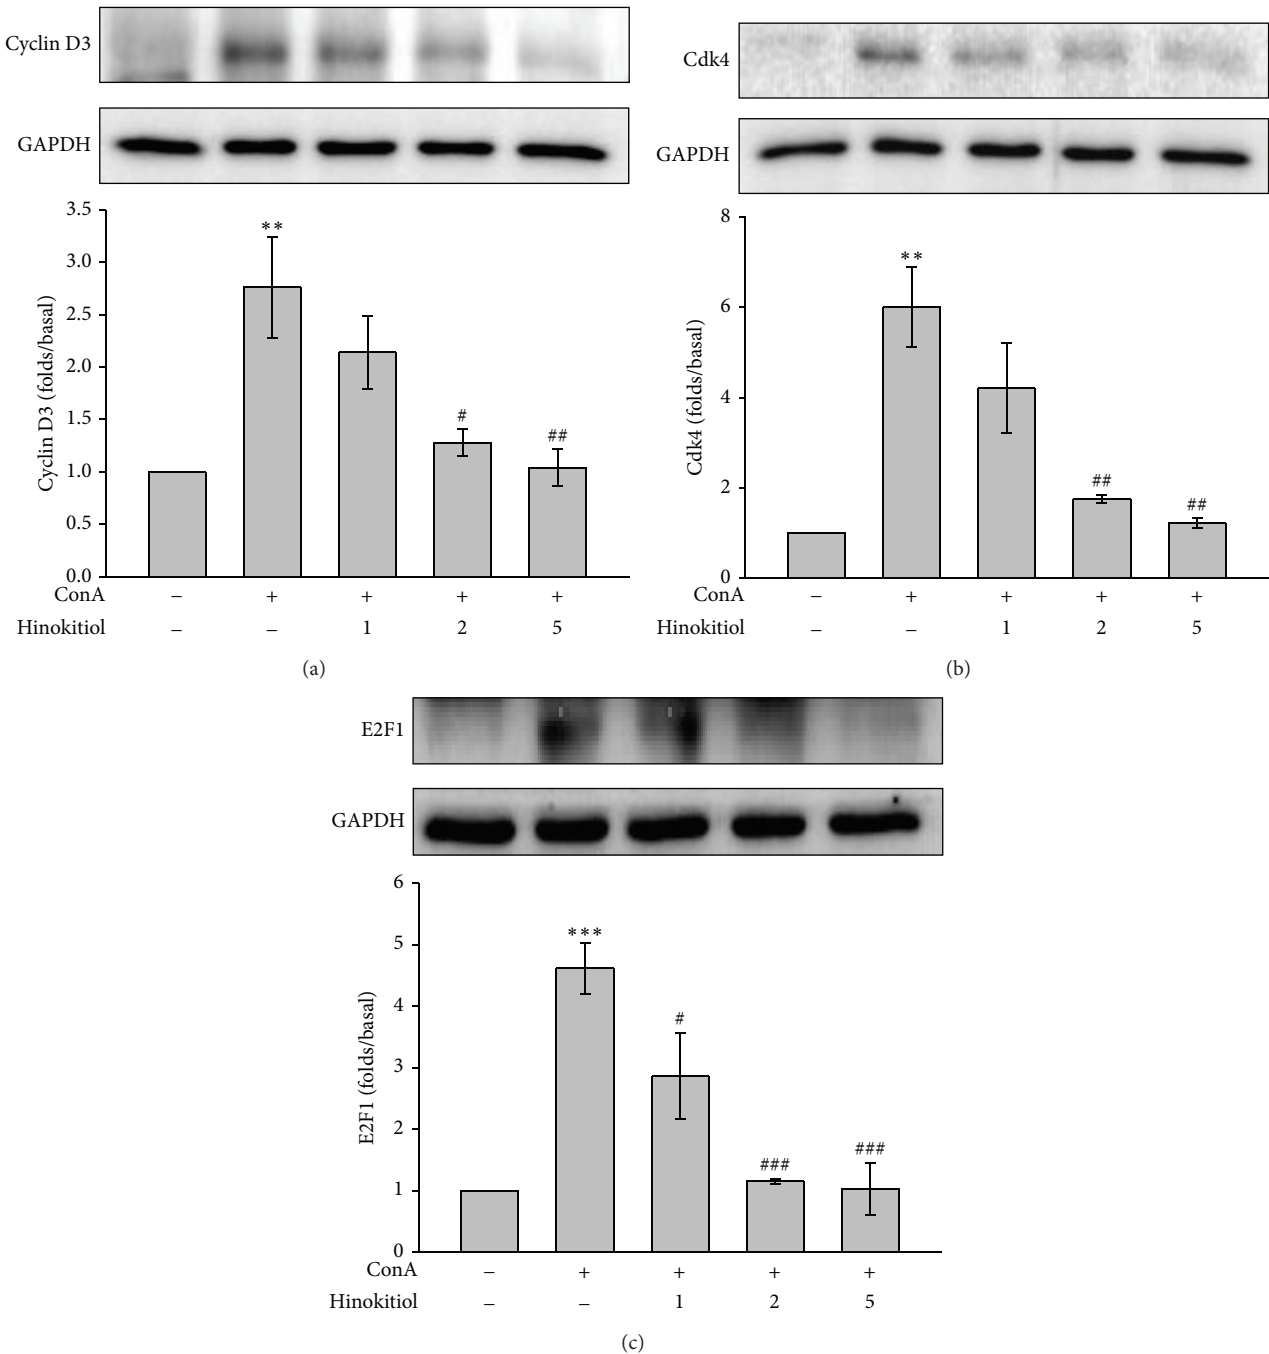 Cyclin D3
GAPDH
3.5
3.0
2.5
2.0
1.5
1.0
0.5
0.0
Cyclin D3 (folds/basal)
**
#
##
ConA – + + + +
Hinokitiol – – 1 2 5
(a)
Cdk4
GAPDH
8
6
4
2
0
Cdk4 (folds/basal)
**
##
##
ConA – + + + +
Hinokitiol – – 1 2 5
(b)
E2F1
GAPDH
6
5
4
3
2
1
0
E2F1 (folds/basal)
***
#
###
###
ConA – + + + +
Hinokitiol – – 1 2 5
(c)